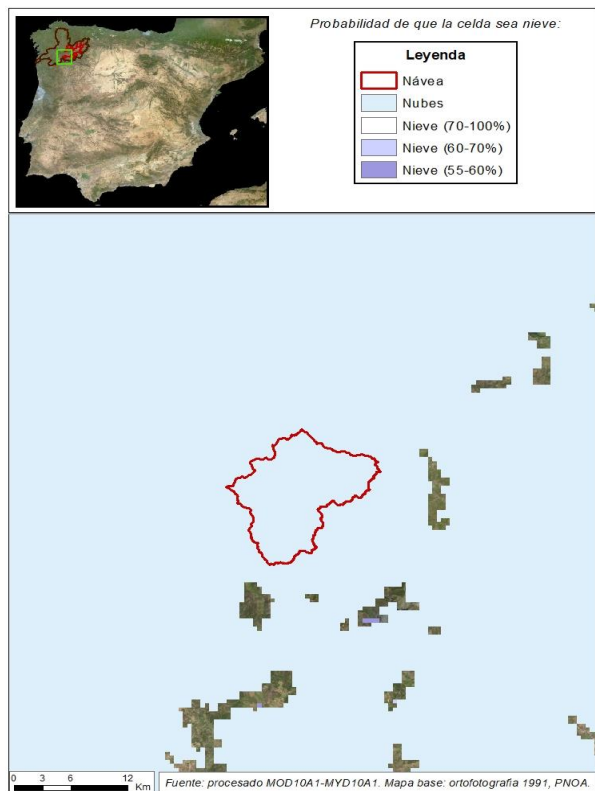 Probabilidad de que la celda sea nieve:
Leyenda
Návea
Nubes
Nieve (70-100%)
Nieve (60-70%)
Nieve (55-60%)
0 3 6 12
Km
Fuente: procesado MOD10A1-MYD10A1. Mapa base: ortofotografia 1991, PNOA.